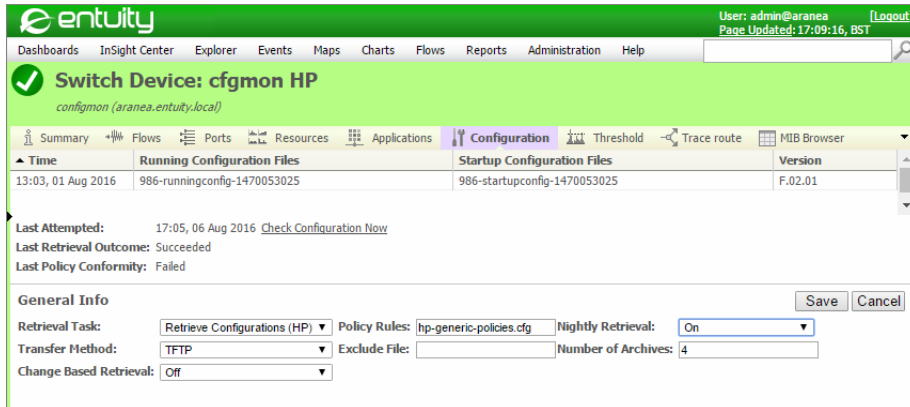 entuity
User: admin@aranea [Logout
Page Updated: 17:09:16, BST
Dashboards InSight Center Explorer Events Maps Charts Flows Reports Administration Help
Switch Device: cfgmon HP
configmon (aranea.entuity.local)
Summary Flows Ports Resources Applications Configuration Threshold Trace route MIB Browser
Time Running Configuration Files Startup Configuration Files Version
13:03, 01 Aug 2016 986-runningconfig-1470053025 986-startupconfig-1470053025 F.02.01
Last Attempted: 17:05, 06 Aug 2016 Check Configuration Now
Last Retrieval Outcome: Succeeded
Last Policy Conformity: Failed
General Info Save Cancel
Retrieval Task: Retrieve Configurations (HP) Policy Rules: hp-generic-policies.cfg Nightly Retrieval: On
Transfer Method: TFTP Exclude File: Number of Archives: 4
Change Based Retrieval: Off